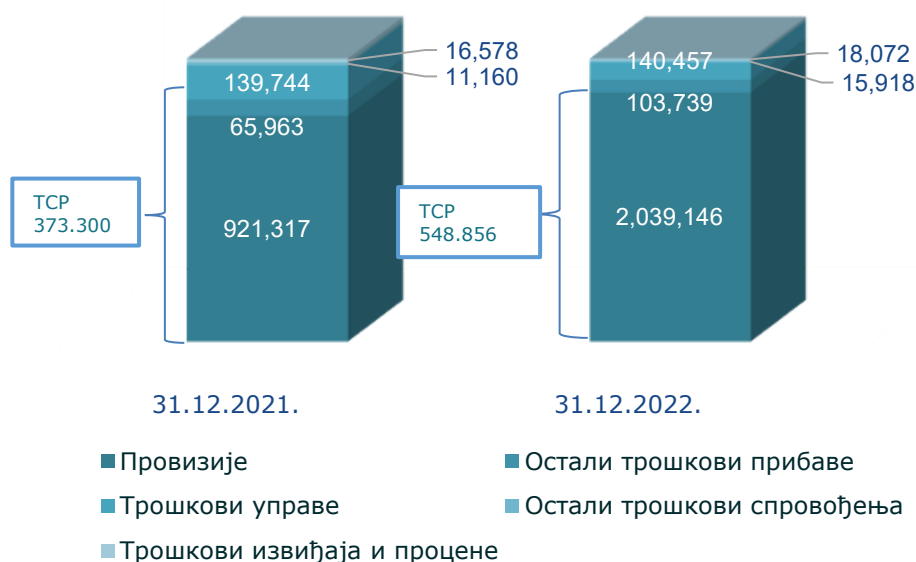 16,578
11,160
139,744
65,963
921,317
TCP
373.300
18,072
15,918
140,457
103,739
2,039,146
TCP
548.856
31.12.2021.
31.12.2022.
Провизије
Остали трошкови прибаве
Трошкови управе
Остали трошкови спровођења
Трошкови извиђаја и процене